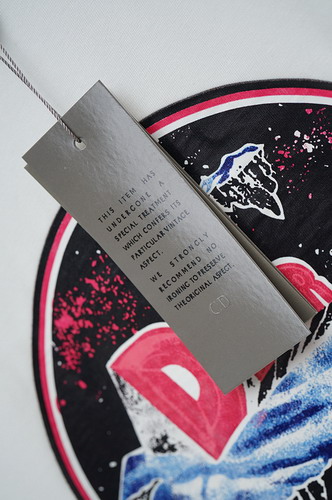 THIS ITEM HAS
UNDERGONE A
SPECIAL TREATMENT
WHICH CONFERS ITS
PARTICULAR VINTAGE
ASPECT.
WE STRONGLY
RECOMMEND NO
IRONING TO PRESERVE
THE ORIGINAL ASPECT.
CD
D